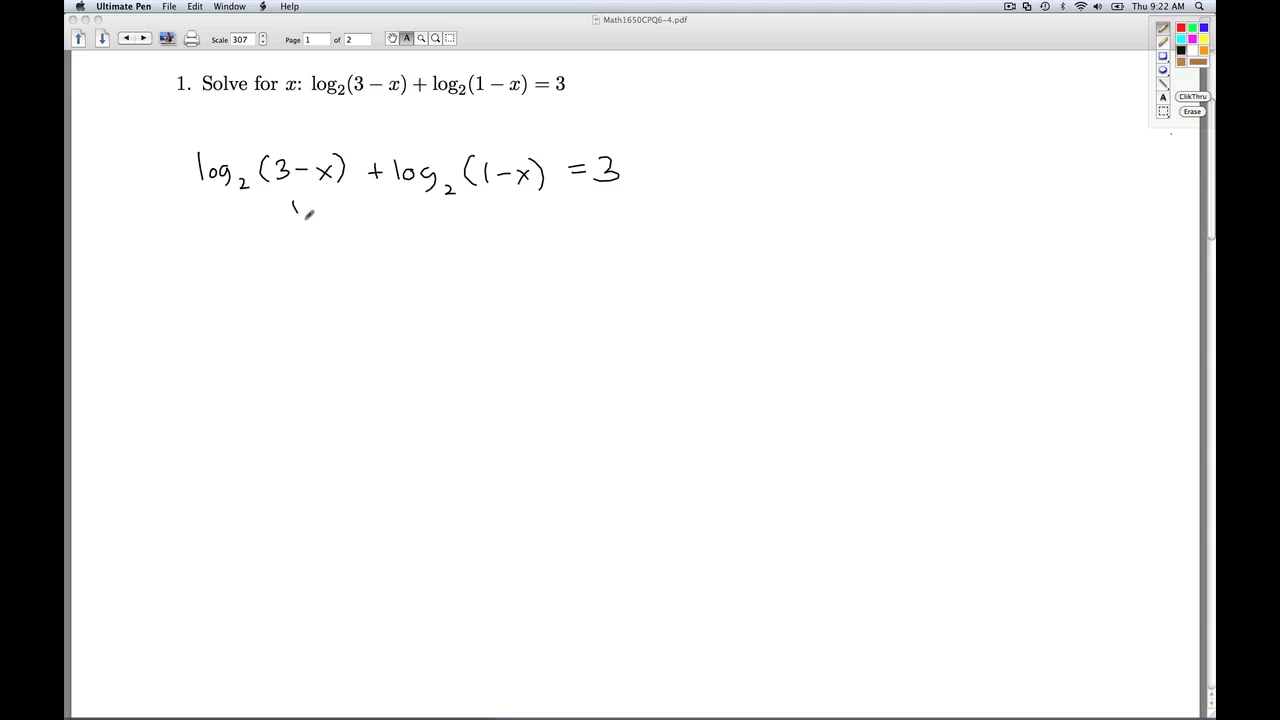 Ultimate Pen File Edit Window Help Thu 9:22 AM
Math1650CPQ6-4.pdf
Scale 307 Page 1 of 2 A
A
ClikThru
Erase
1. Solve for x: log₂(3 − x) + log₂(1 − x) = 3
log₂ (3 − x) + log₂ (1 − x) = 3